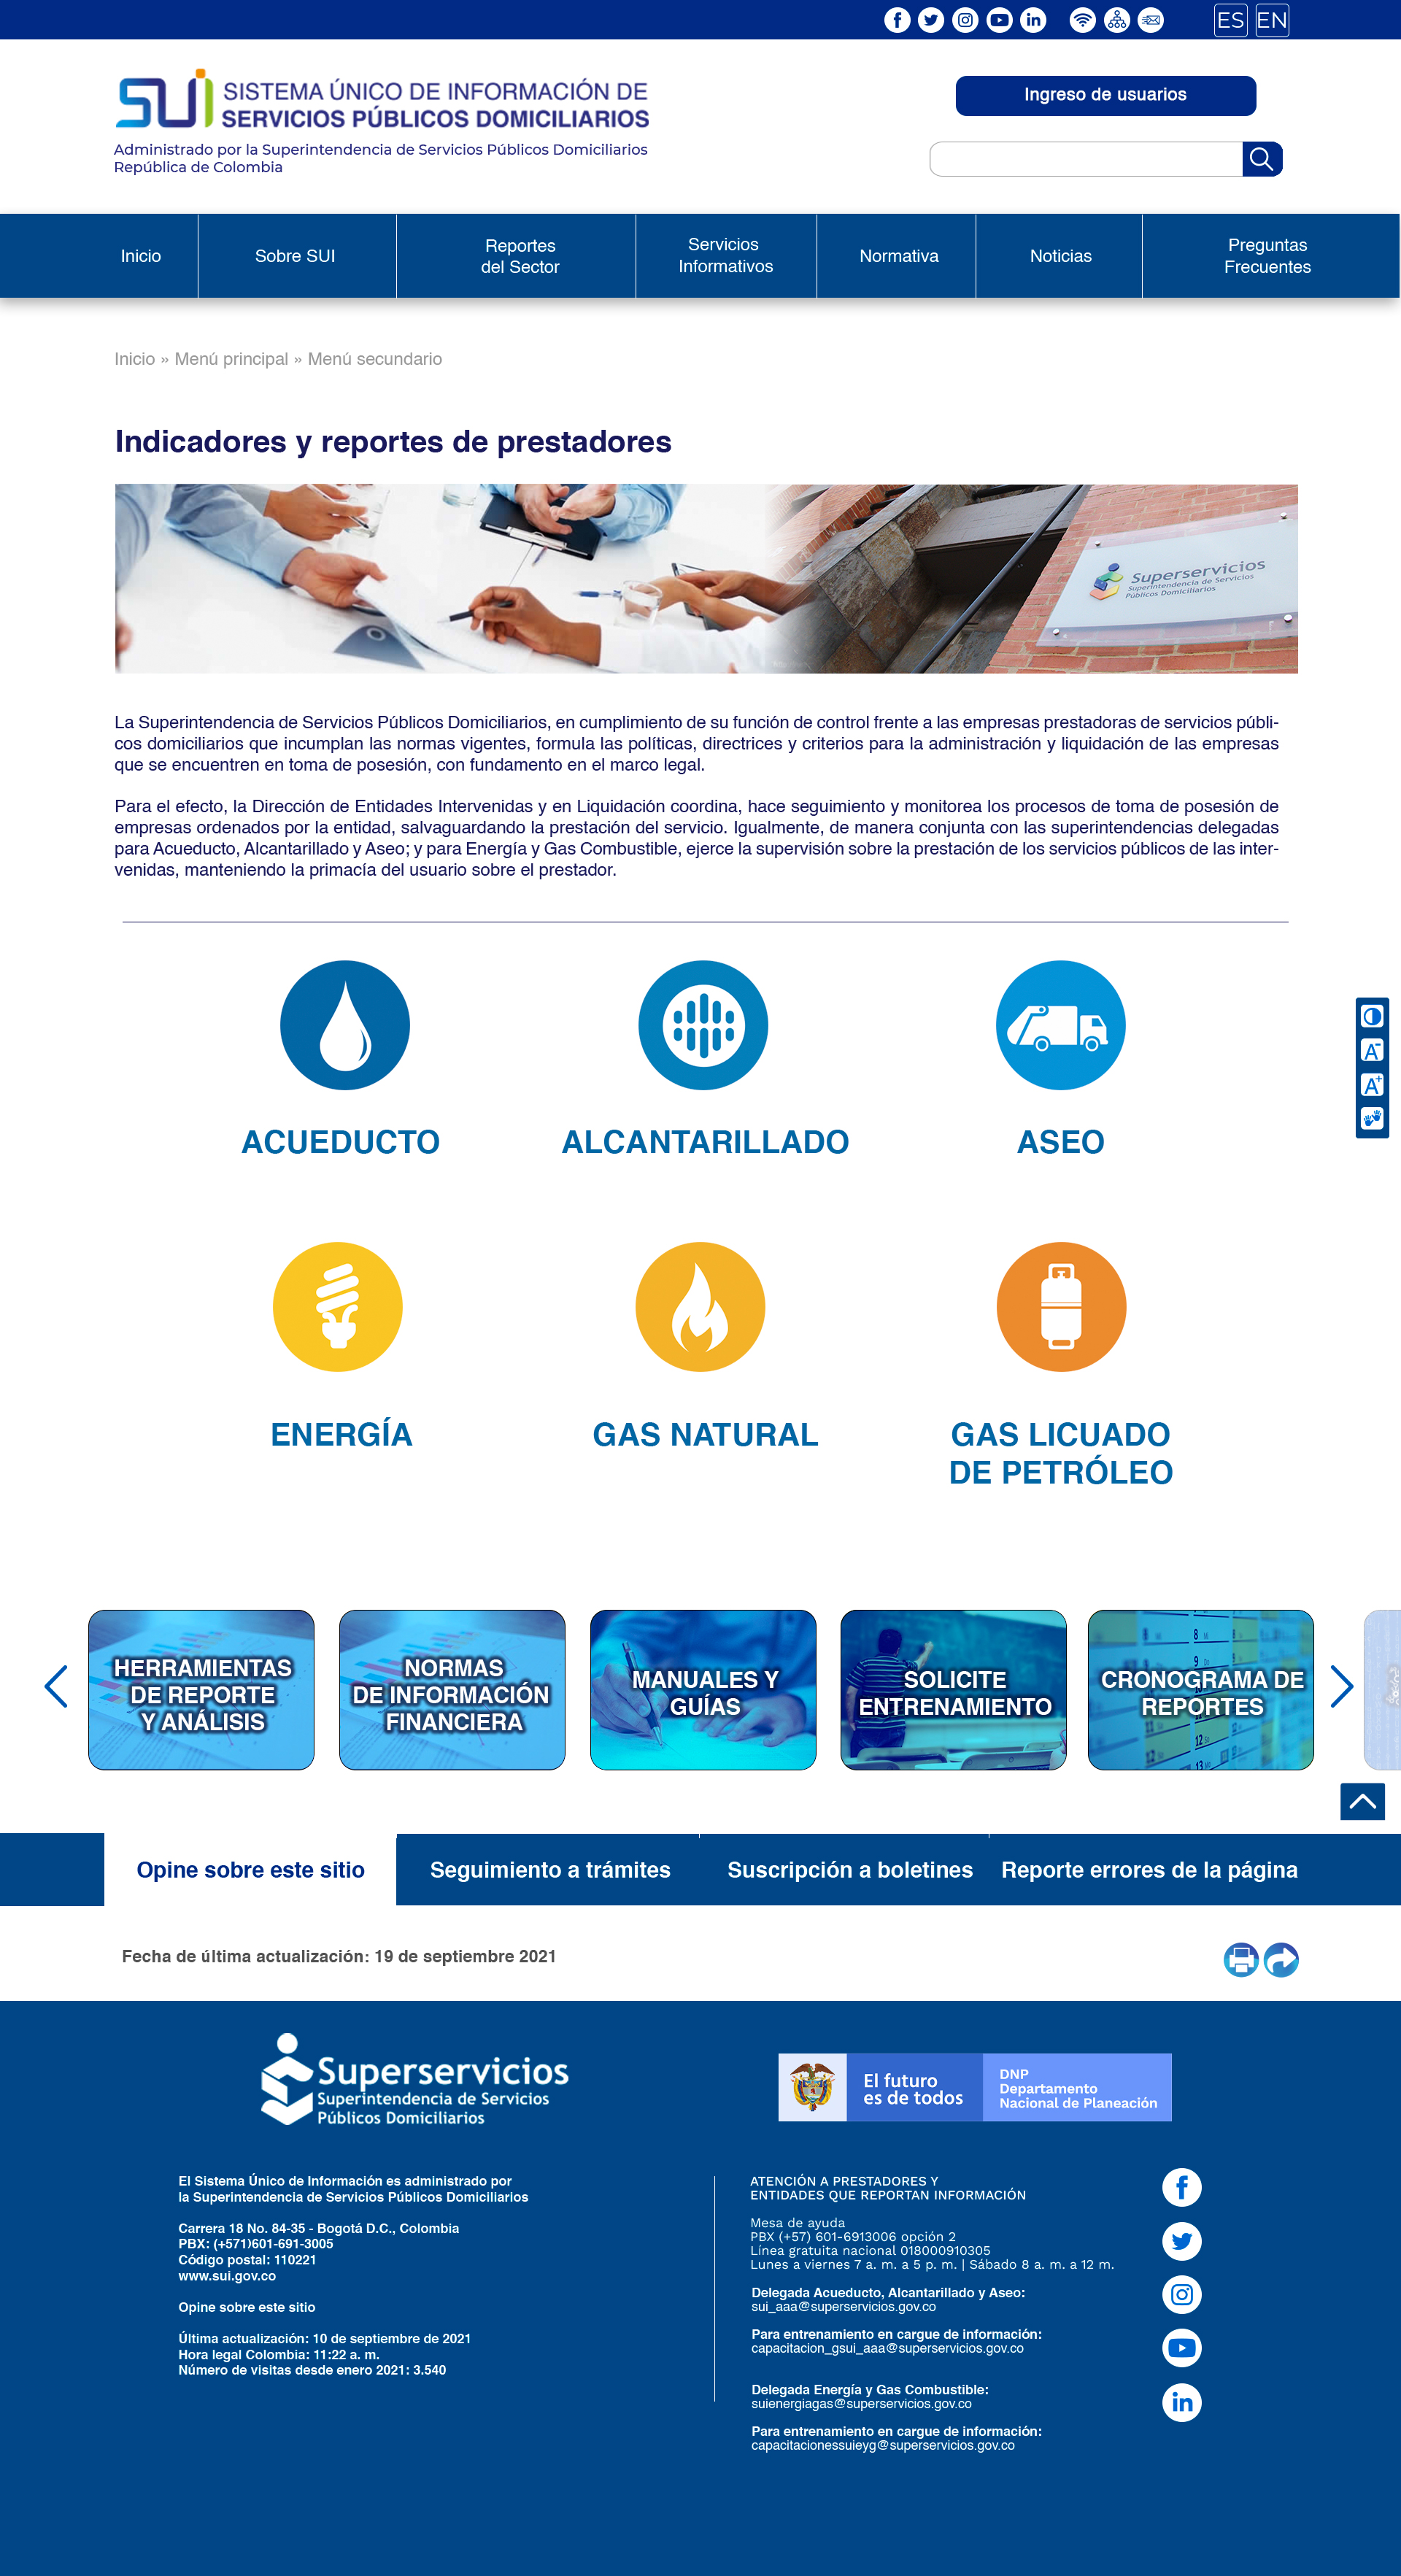 ES EN
SUI SISTEMA ÚNICO DE INFORMACIÓN DE
SERVICIOS PÚBLICOS DOMICILIARIOS
Administrado por la Superintendencia de Servicios Públicos Domiciliarios
República de Colombia
Ingreso de usuarios
Inicio
Sobre SUI
Reportes
del Sector
Servicios
Informativos
Normativa
Noticias
Preguntas
Frecuentes
Inicio » Menú principal » Menú secundario
Indicadores y reportes de prestadores
Superservicios
Superintendencia de Servicios
Públicos Domiciliarios
La Superintendencia de Servicios Públicos Domiciliarios, en cumplimiento de su función de control frente a las empresas prestadoras de servicios públi-
cos domiciliarios que incumplan las normas vigentes, formula las políticas, directrices y criterios para la administración y liquidación de las empresas
que se encuentren en toma de posesión, con fundamento en el marco legal.
Para el efecto, la Dirección de Entidades Intervenidas y en Liquidación coordina, hace seguimiento y monitorea los procesos de toma de posesión de
empresas ordenados por la entidad, salvaguardando la prestación del servicio. Igualmente, de manera conjunta con las superintendencias delegadas
para Acueducto, Alcantarillado y Aseo; y para Energía y Gas Combustible, ejerce la supervisión sobre la prestación de los servicios públicos de las inter-
venidas, manteniendo la primacía del usuario sobre el prestador.
A-
A+
ACUEDUCTO
ALCANTARILLADO
ASEO
ENERGÍA
GAS NATURAL
GAS LICUADO
DE PETRÓLEO
HERRAMIENTAS
DE REPORTE
Y ANÁLISIS
NORMAS
DE INFORMACIÓN
FINANCIERA
MANUALES Y
GUÍAS
SOLICITE
ENTRENAMIENTO
CRONOGRAMA DE
REPORTES
Opine sobre este sitio
Seguimiento a trámites
Suscripción a boletines
Reporte errores de la página
Fecha de última actualización: 19 de septiembre 2021
Superservicios
Superintendencia de Servicios
Públicos Domiciliarios
El futuro
es de todos
DNP
Departamento
Nacional de Planeación
El Sistema Único de Información es administrado por
la Superintendencia de Servicios Públicos Domiciliarios
Carrera 18 No. 84-35 - Bogotá D.C., Colombia
PBX: (+571)601-691-3005
Código postal: 110221
www.sui.gov.co
Opine sobre este sitio
Última actualización: 10 de septiembre de 2021
Hora legal Colombia: 11:22 a. m.
Número de visitas desde enero 2021: 3.540
ATENCIÓN A PRESTADORES Y
ENTIDADES QUE REPORTAN INFORMACIÓN
Mesa de ayuda
PBX (+57) 601-6913006 opción 2
Línea gratuita nacional 018000910305
Lunes a viernes 7 a. m. a 5 p. m. | Sábado 8 a. m. a 12 m.
Delegada Acueducto, Alcantarillado y Aseo:
sui_aaa@superservicios.gov.co
Para entrenamiento en cargue de información:
capacitacion_gsui_aaa@superservicios.gov.co
Delegada Energía y Gas Combustible:
suienergiagas@superservicios.gov.co
Para entrenamiento en cargue de información:
capacitacionessuieyg@superservicios.gov.co